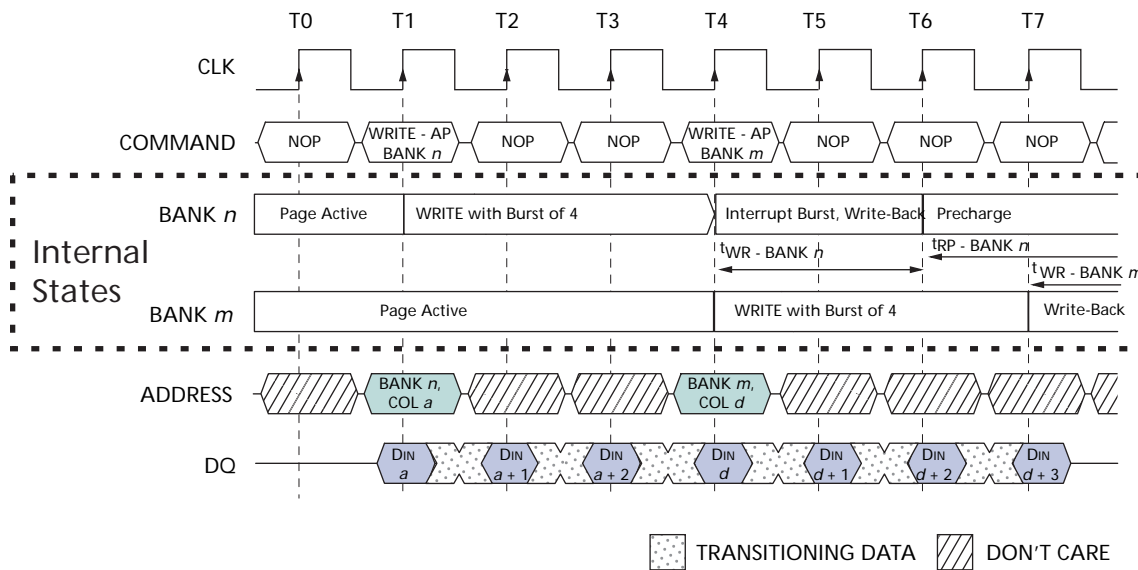 T0 T1 T2 T3 T4 T5 T6 T7
CLK
COMMAND NOP WRITE - AP BANK n NOP NOP WRITE - AP BANK m NOP NOP NOP
Internal States
BANK n Page Active WRITE with Burst of 4 Interrupt Burst, Write-Back Precharge
tWR - BANK n tRP - BANK n
t WR - BANK m
BANK m Page Active WRITE with Burst of 4 Write-Back
ADDRESS BANK n, COL a BANK m, COL d
DQ DIN a DIN a + 1 DIN a + 2 DIN d DIN d + 1 DIN d + 2 DIN d + 3
TRANSITIONING DATA DON'T CARE